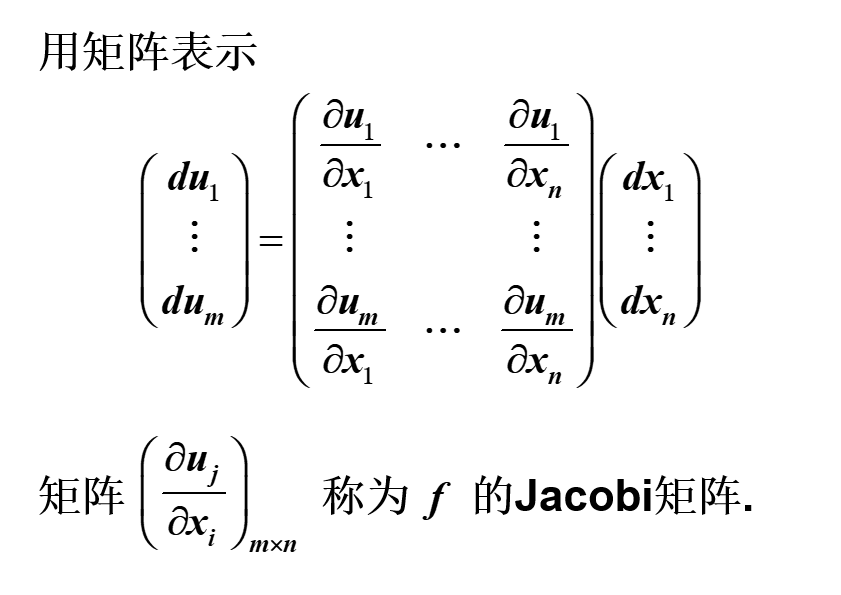 用矩阵表示
$$\begin{pmatrix} du_1 \\ \vdots \\ du_m \end{pmatrix} = \begin{pmatrix} \frac{\partial u_1}{\partial x_1} & \cdots & \frac{\partial u_1}{\partial x_n} \\ \vdots & & \vdots \\ \frac{\partial u_m}{\partial x_1} & \cdots & \frac{\partial u_m}{\partial x_n} \end{pmatrix} \begin{pmatrix} dx_1 \\ \vdots \\ dx_n \end{pmatrix}$$
矩阵 $\left( \frac{\partial u_j}{\partial x_i} \right)_{m \times n}$ 称为 f 的Jacobi矩阵.